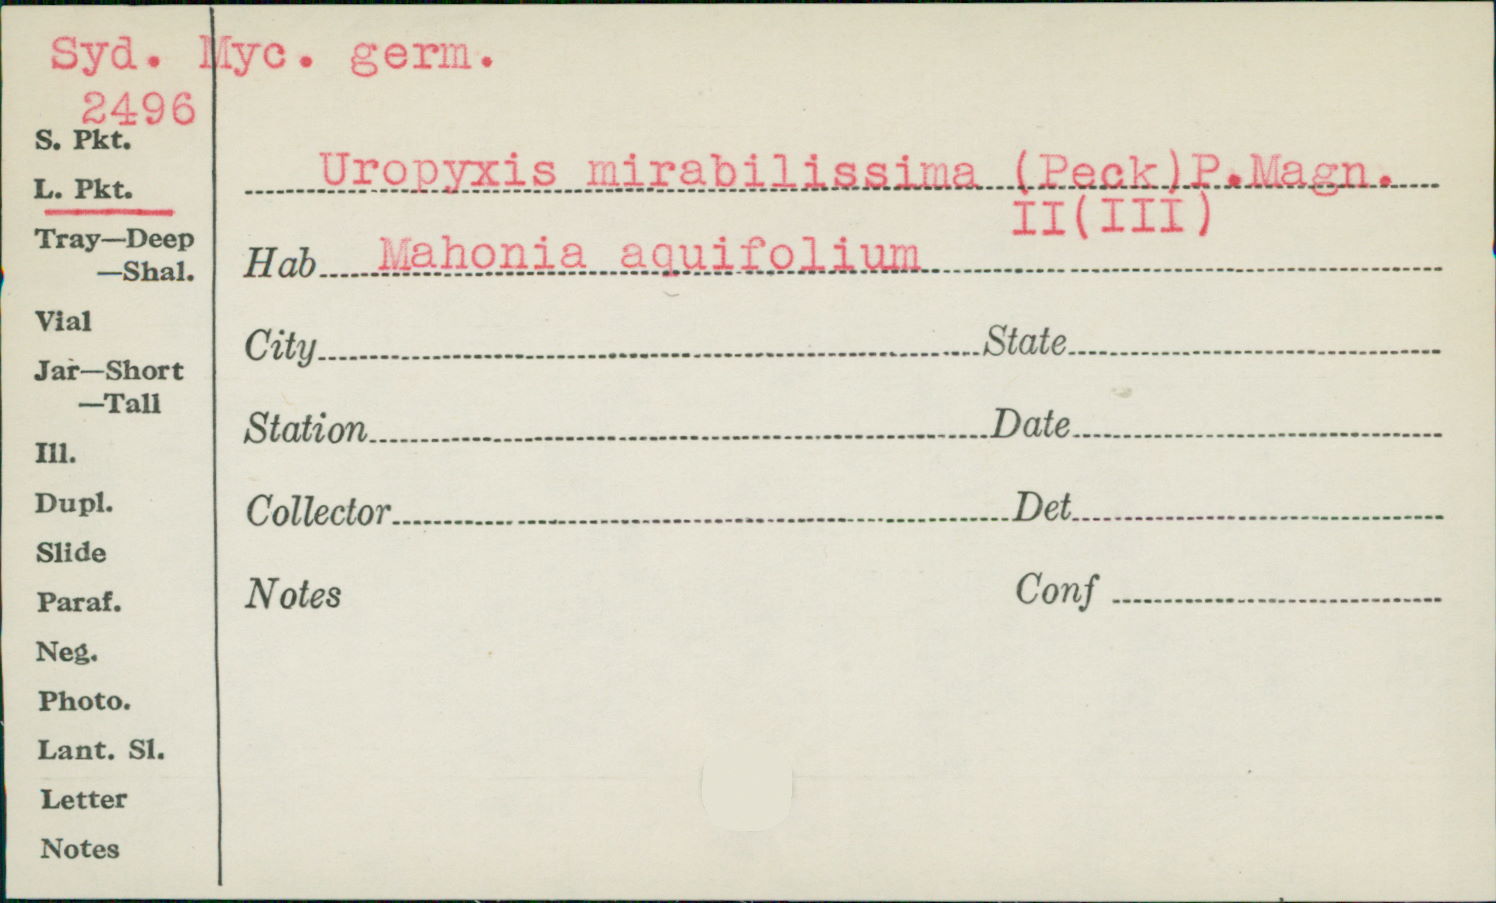 Syd. Myc. germ.
2496
S. Pkt.
L. Pkt.
Tray—Deep
—Shal.
Vial
Jar—Short
—Tall
Ill.
Dupl.
Slide
Paraf.
Neg.
Photo.
Lant. Sl.
Letter
Notes
Uropyxis mirabilissima (Peck)P.Magn.
II(III)
Hab Mahonia aquifolium
City State
Station Date
Collector Det
Notes Conf